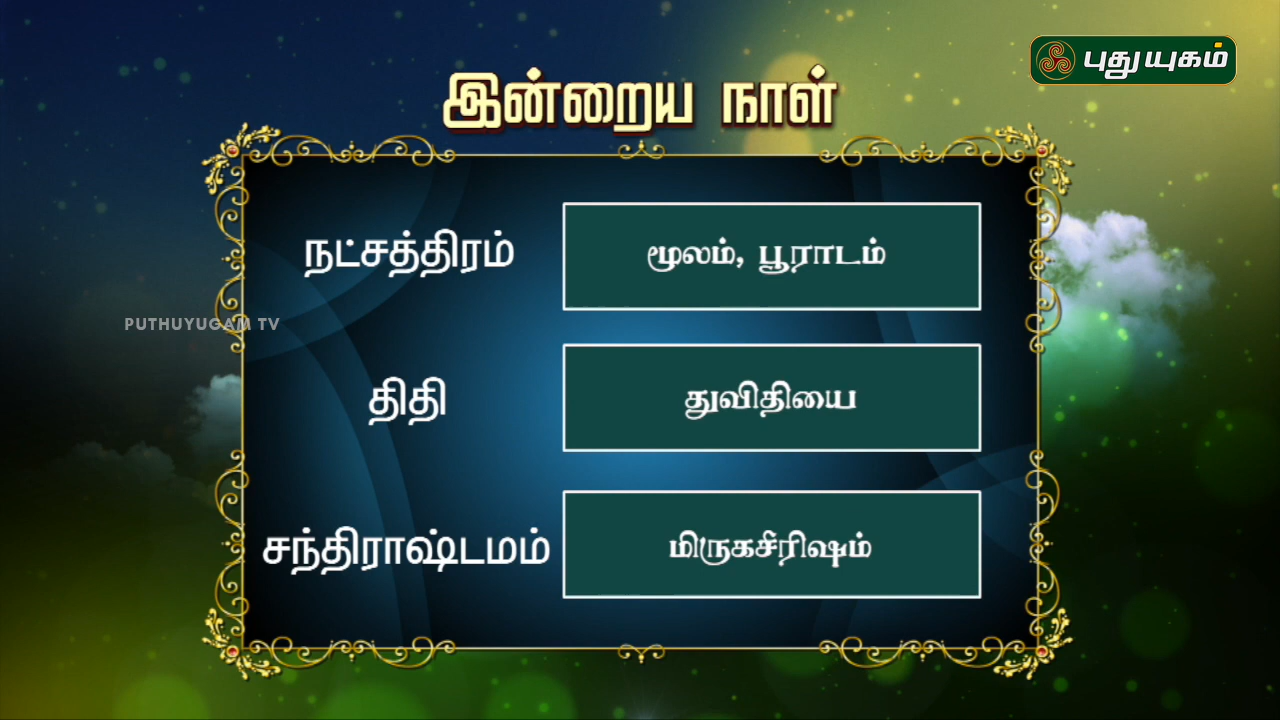 புதுயுகம்
இன்றைய நாள்
நட்சத்திரம் மூலம், பூராடம்
PUTHUYUGAM TV
திதி துவிதியை
சந்திராஷ்டமம் மிருகசீரிஷம்